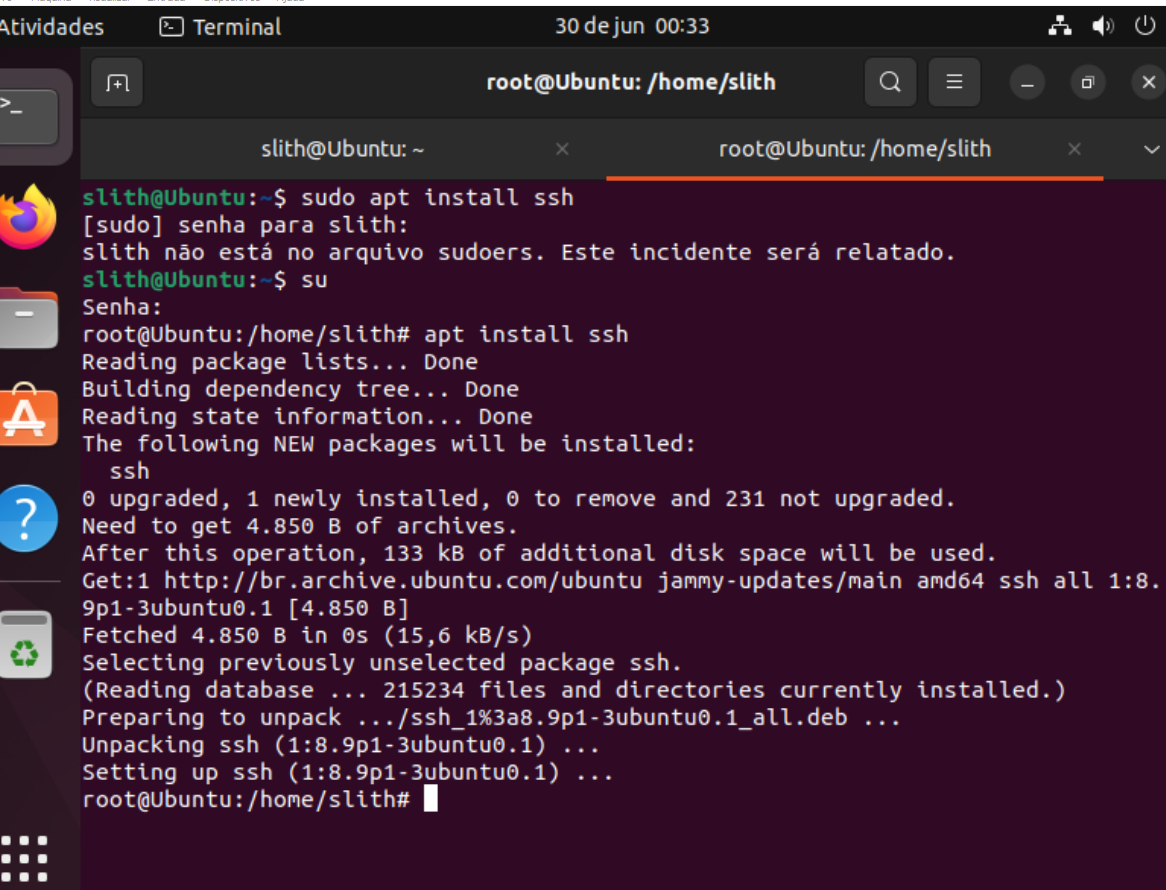 Atividades
Terminal
30 de jun 00:33
root@Ubuntu: /home/slith
slith@Ubuntu: ~
root@Ubuntu: /home/slith
slith@Ubuntu:~$ sudo apt install ssh
[sudo] senha para slith:
slith não está no arquivo sudoers. Este incidente será relatado.
slith@Ubuntu:~$ su
Senha:
root@Ubuntu:/home/slith# apt install ssh
Reading package lists... Done
Building dependency tree... Done
Reading state information... Done
The following NEW packages will be installed:
  ssh
0 upgraded, 1 newly installed, 0 to remove and 231 not upgraded.
Need to get 4.850 B of archives.
After this operation, 133 kB of additional disk space will be used.
Get:1 http://br.archive.ubuntu.com/ubuntu jammy-updates/main amd64 ssh all 1:8.
9p1-3ubuntu0.1 [4.850 B]
Fetched 4.850 B in 0s (15,6 kB/s)
Selecting previously unselected package ssh.
(Reading database ... 215234 files and directories currently installed.)
Preparing to unpack .../ssh_1%3a8.9p1-3ubuntu0.1_all.deb ...
Unpacking ssh (1:8.9p1-3ubuntu0.1) ...
Setting up ssh (1:8.9p1-3ubuntu0.1) ...
root@Ubuntu:/home/slith#